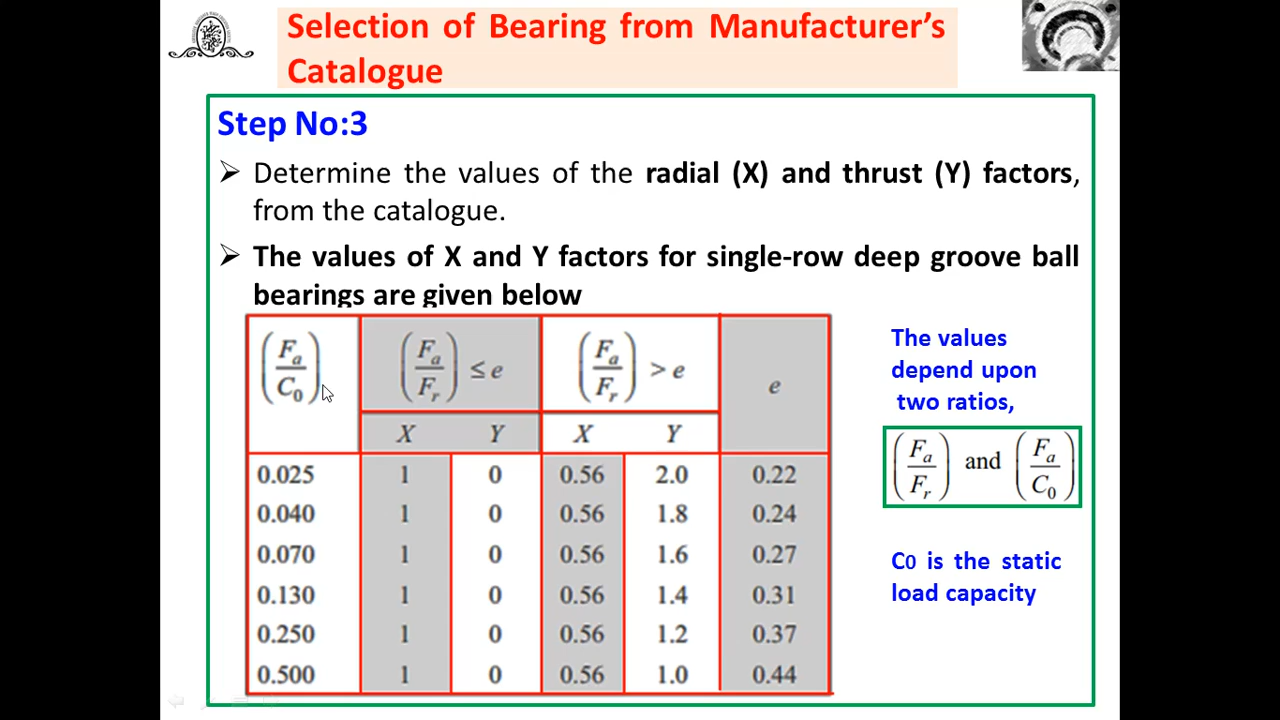 Selection of Bearing from Manufacturer's
Catalogue
Step No:3
➢ Determine the values of the radial (X) and thrust (Y) factors,
from the catalogue.
➢ The values of X and Y factors for single-row deep groove ball
bearings are given below
(Fa/C0) (Fa/Fr) ≤ e (Fa/Fr) > e e
X Y X Y
0.025 1 0 0.56 2.0 0.22
0.040 1 0 0.56 1.8 0.24
0.070 1 0 0.56 1.6 0.27
0.130 1 0 0.56 1.4 0.31
0.250 1 0 0.56 1.2 0.37
0.500 1 0 0.56 1.0 0.44
The values
depend upon
two ratios,
(Fa/Fr) and (Fa/C0)
C0 is the static
load capacity